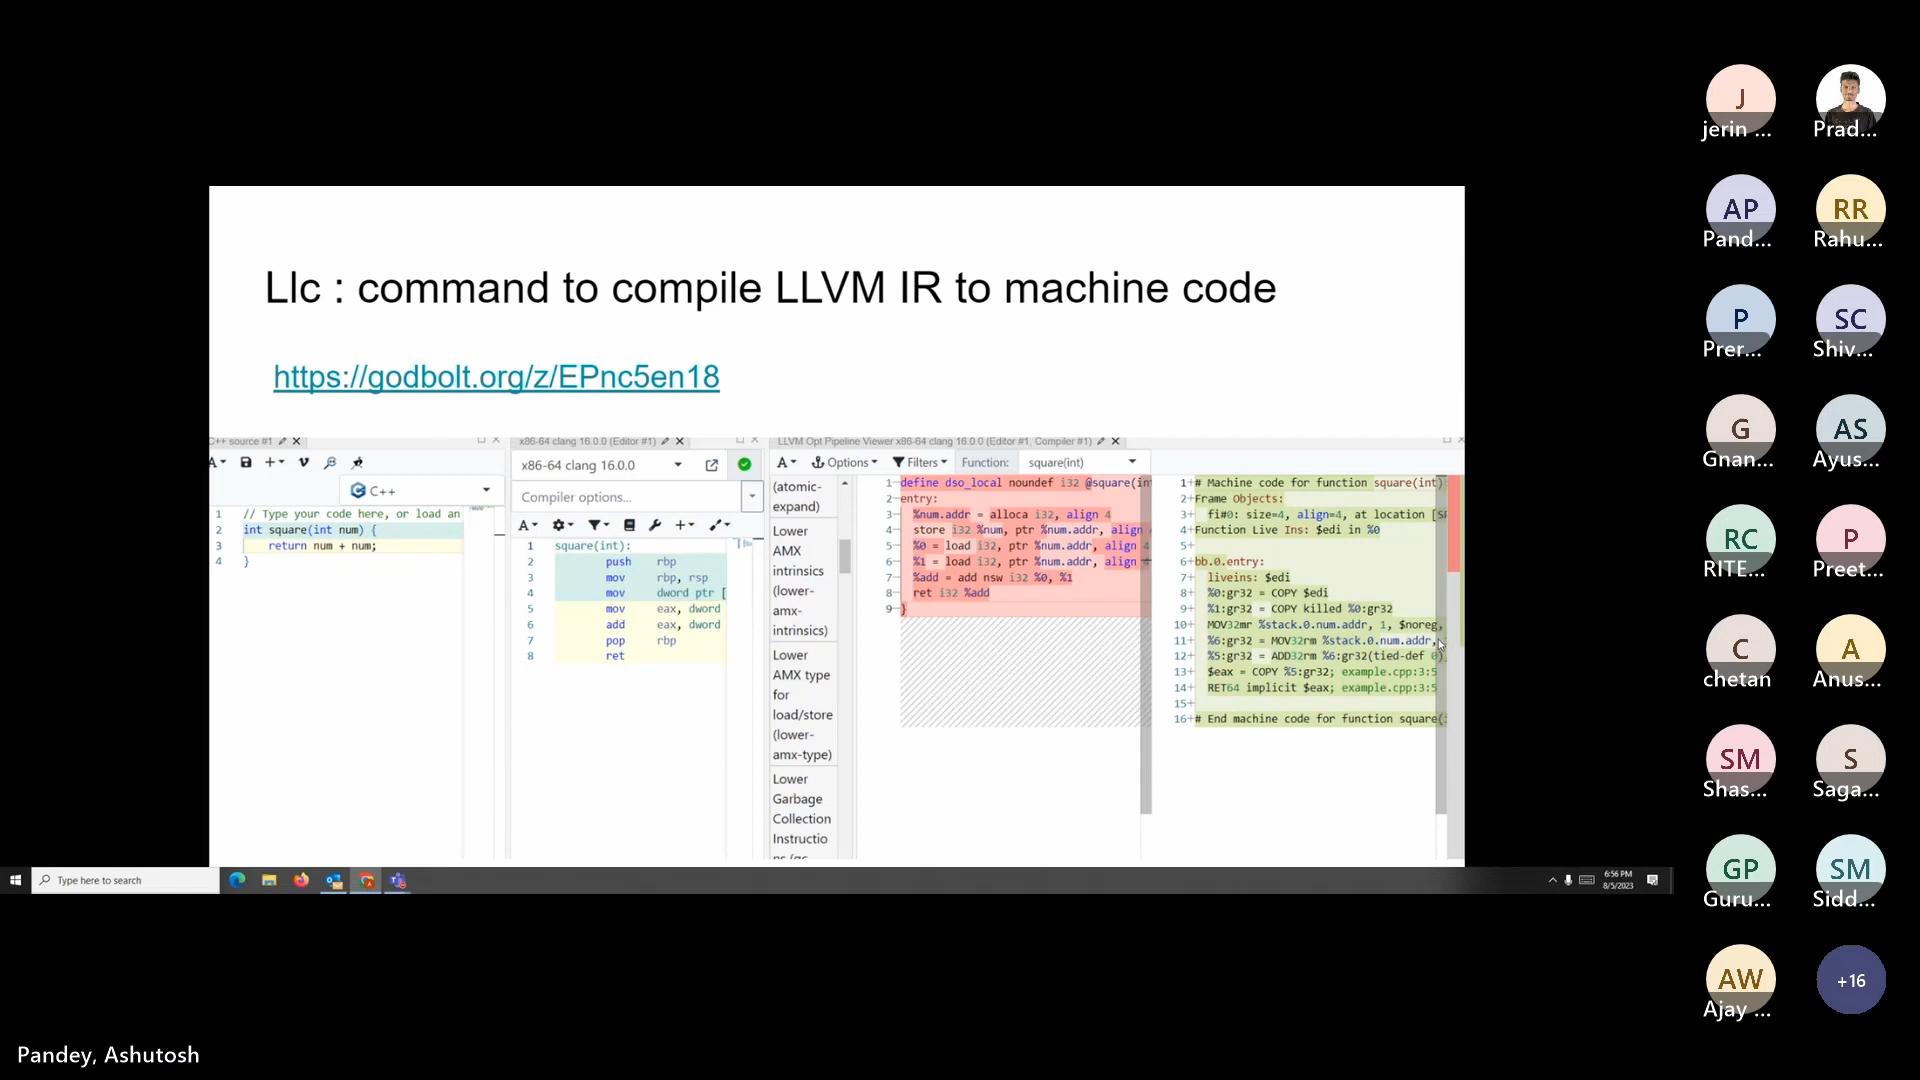 Llc : command to compile LLVM IR to machine code
https://godbolt.org/z/EPnc5en18
C++ source #1
x86-64 clang 16.0.0 (Editor #1)
LLVM Opt Pipeline Viewer x86-64 clang 16.0.0 (Editor #1, Compiler #1)
A
C++
1 // Type your code here, or load an
2 int square(int num) {
3 return num + num;
4 }
x86-64 clang 16.0.0
Compiler options...
A
1 square(int):
2 push rbp
3 mov rbp, rsp
4 mov dword ptr [
5 mov eax, dword
6 add eax, dword
7 pop rbp
8 ret
A Options Filters Function: square(int)
(atomic-
expand)
Lower
AMX
intrinsics
(lower-
amx-
intrinsics)
Lower
AMX type
for
load/store
(lower-
amx-type)
Lower
Garbage
Collection
Instructio
1- define dso_local noundef i32 @square(in
2- entry:
3- %num.addr = alloca i32, align 4
4- store i32 %num, ptr %num.addr, align
5- %0 = load i32, ptr %num.addr, align 4
6- %1 = load i32, ptr %num.addr, align
7- %add = add nsw i32 %0, %1
8- ret i32 %add
9- }
1+ # Machine code for function square(int)
2+ Frame Objects:
3+ fi#0: size=4, align=4, at location [S
4+ Function Live Ins: $edi in %0
5+
6+ bb.0.entry:
7+ liveins: $edi
8+ %0:gr32 = COPY $edi
9+ %1:gr32 = COPY killed %0:gr32
10+ MOV32mr %stack.0.num.addr, 1, $noreg,
11+ %6:gr32 = MOV32rm %stack.0.num.addr,
12+ %5:gr32 = ADD32rm %6:gr32(tied-def 0)
13+ $eax = COPY %5:gr32; example.cpp:3:5
14+ RET64 implicit $eax; example.cpp:3:5
15+
16+ # End machine code for function square(
Type here to search
6:56 PM
8/5/2023
J
jerin ...
Prad...
AP
Pand...
RR
Rahu...
P
Prer...
SC
Shiv...
G
Gnan...
AS
Ayus...
RC
RITE...
P
Preet...
C
chetan
A
Anus...
SM
Shas...
S
Saga...
GP
Guru...
SM
Sidd...
AW
Ajay ...
+16
Pandey, Ashutosh